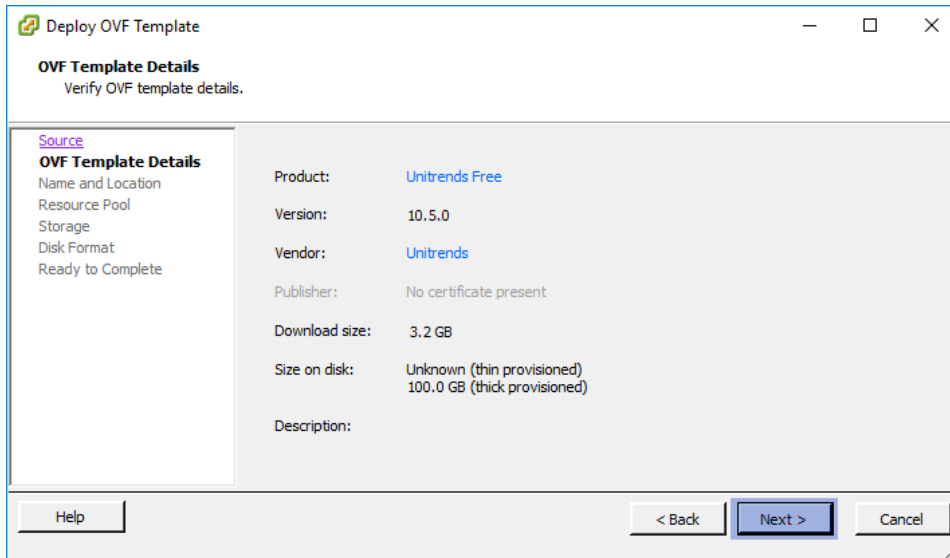 Deploy OVF Template
OVF Template Details
Verify OVF template details.
Source
OVF Template Details
Name and Location
Resource Pool
Storage
Disk Format
Ready to Complete
Product: Unitrends Free
Version: 10.5.0
Vendor: Unitrends
Publisher: No certificate present
Download size: 3.2 GB
Size on disk: Unknown (thin provisioned)
100.0 GB (thick provisioned)
Description:
Help < Back Next > Cancel